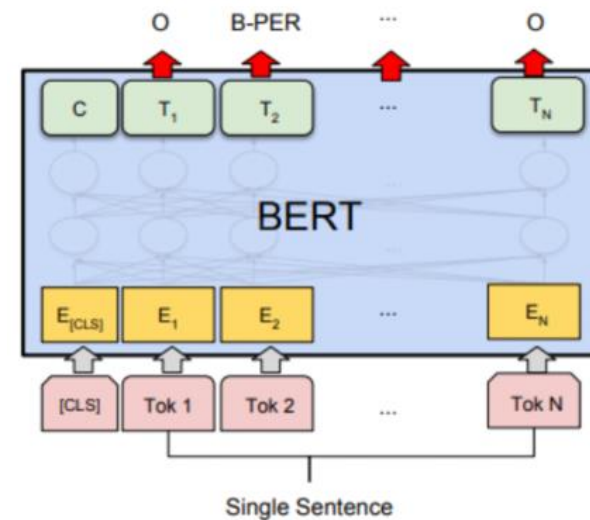 O B-PER ... O
C T1 T2 ... TN
BERT
E[CLS] E1 E2 ... EN
[CLS] Tok 1 Tok 2 ... Tok N
Single Sentence